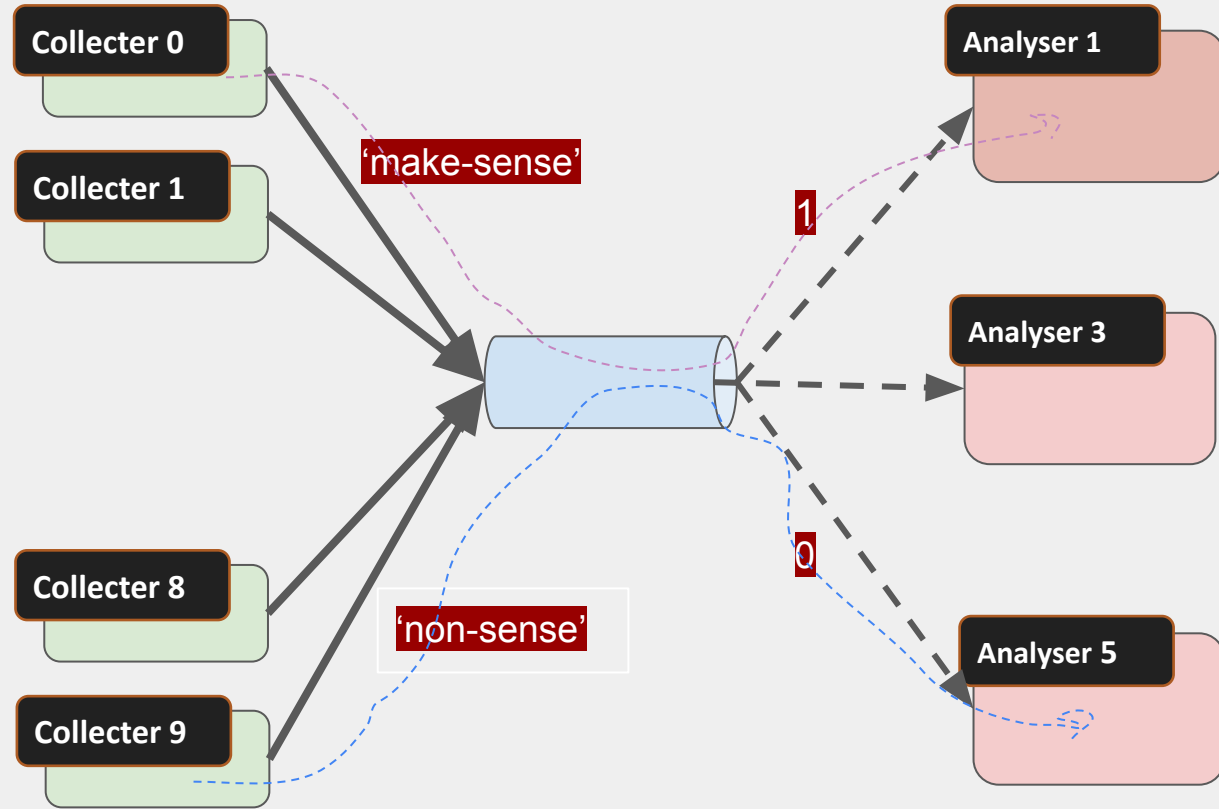 Collecter 0
Analyser 1
‘make-sense’
Collecter 1
1
Analyser 3
Collecter 8
0
‘non-sense’
Analyser 5
Collecter 9